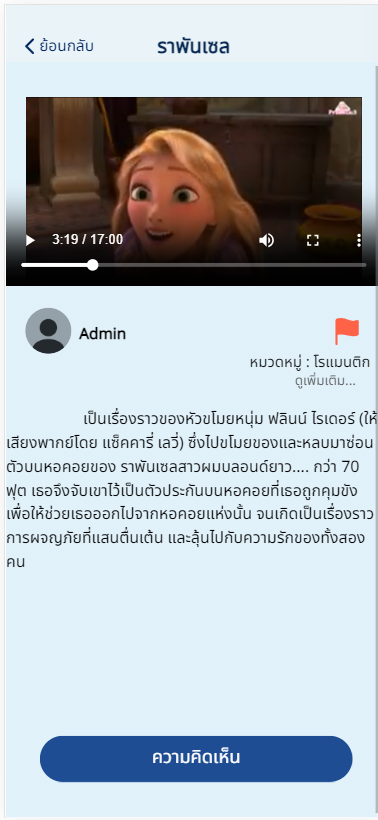 ย้อนกลับ
ราพันเซล
3:19 / 17:00
Admin
หมวดหมู่ : โรแมนติก
ดูเพิ่มเติม...
เป็นเรื่องราวของหัวขโมยหนุ่ม ฟลินน์ ไรเดอร์ (ให้
เสียงพากย์โดย แซ็คคารี่ เลวี่) ซึ่งไปขโมยของและหลบมาซ่อน
ตัวบนหอคอยของ ราพันเซลสาวผมบลอนด์ยาว.... กว่า 70
ฟุต เธอจึงจับเขาไว้เป็นตัวประกันบนหอคอยที่เธอถูกคุมขัง
เพื่อให้ช่วยเธอออกไปจากหอคอยแห่งนั้น จนเกิดเป็นเรื่องราว
การผจญภัยที่แสนตื่นเต้น และลุ้นไปกับความรักของทั้งสอง
คน
ความคิดเห็น